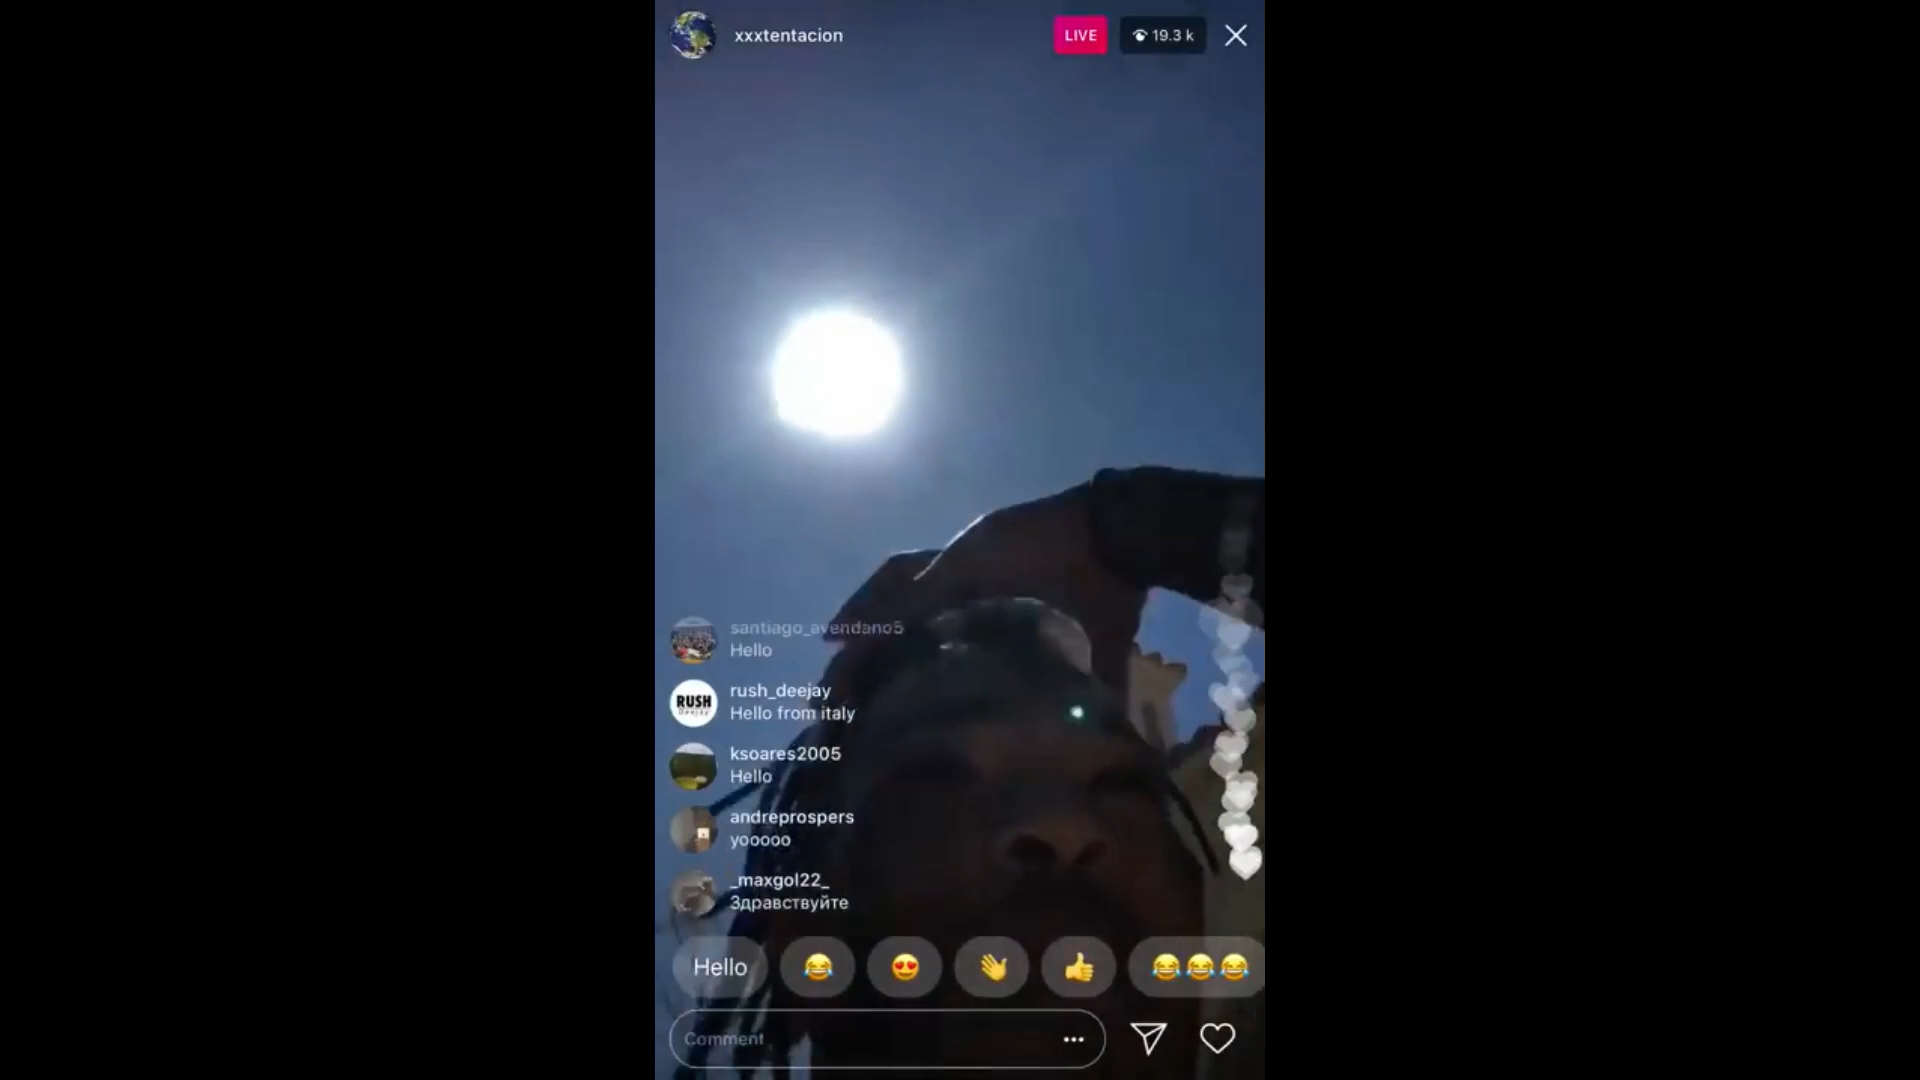 xxxtentacion
LIVE
19.3 k
santiago_avendano5
Hello
RUSH
Deejay
rush_deejay
Hello from italy
ksoares2005
Hello
andreprospers
yooooo
_maxgol22_
Здравствуйте
Hello
Comment